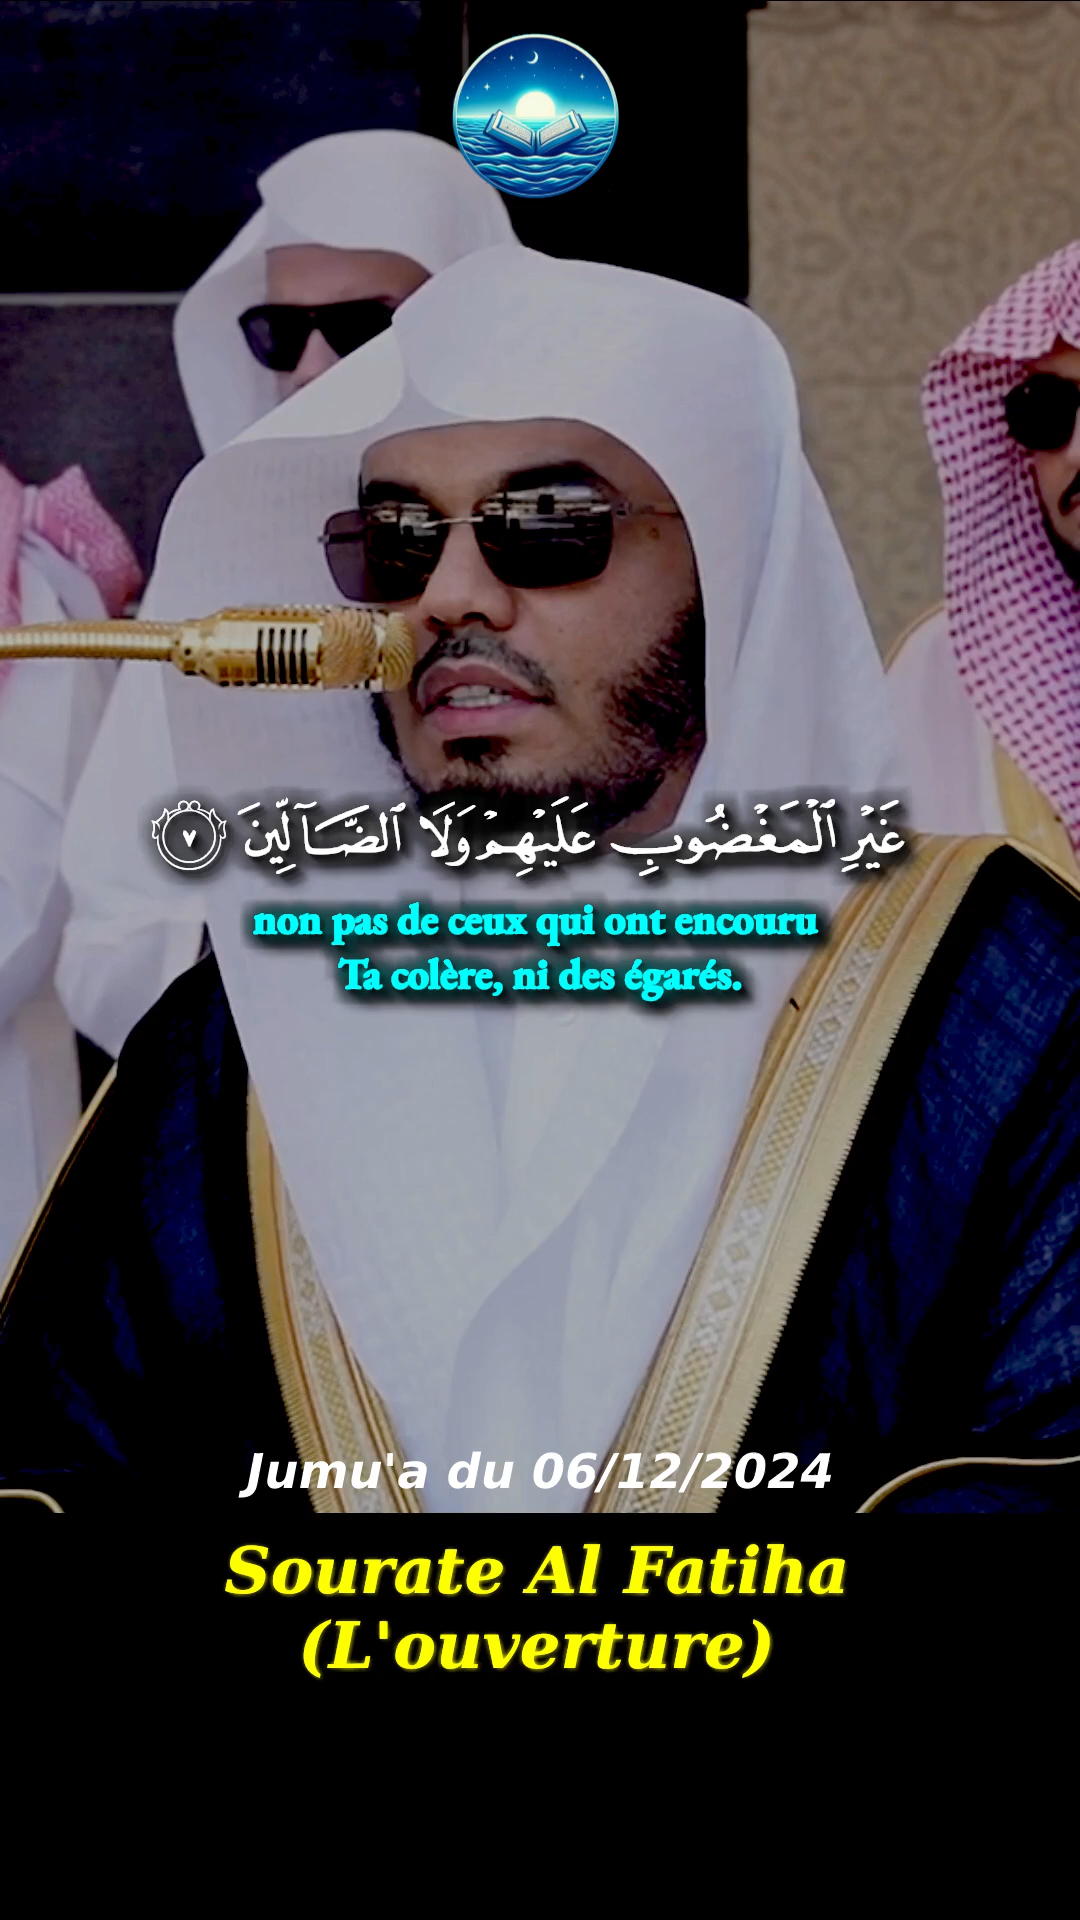 غَيْرِ ٱلْمَغْضُوبِ عَلَيْهِمْ وَلَا ٱلضَّآلِّينَ ٧
non pas de ceux qui ont encouru
Ta colère, ni des égarés.
Jumu'a du 06/12/2024
Sourate Al Fatiha
(L'ouverture)